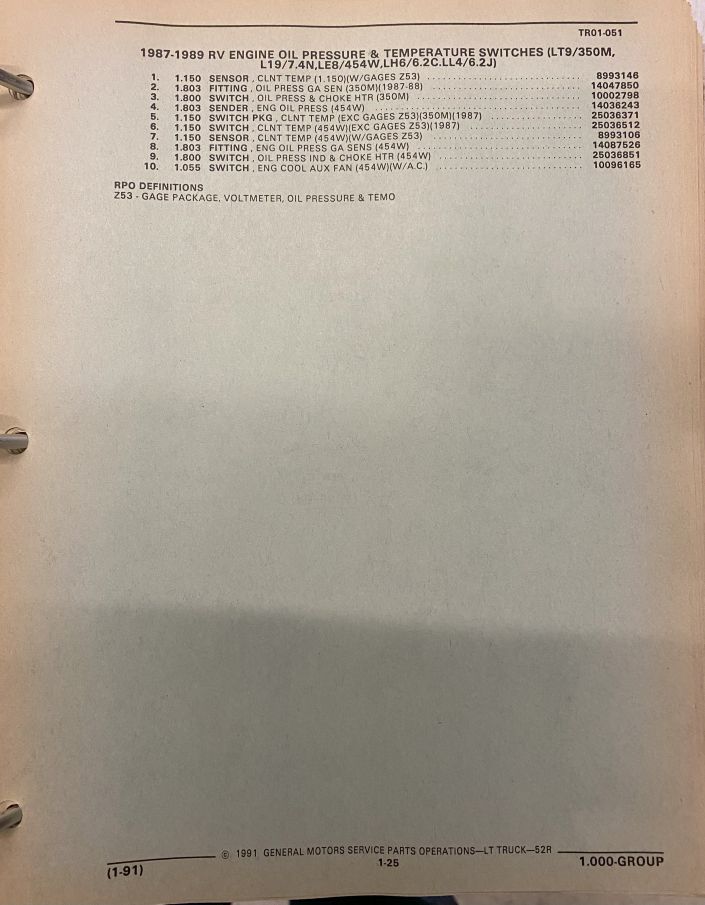 TR01-051
1987-1989 RV ENGINE OIL PRESSURE & TEMPERATURE SWITCHES (LT9/350M,
L19/7.4N,LE8/454W,LH6/6.2C.LL4/6.2J)
1. 1.150 SENSOR , CLNT TEMP (1.150)(W/GAGES Z53) 8993146
2. 1.803 FITTING , OIL PRESS GA SEN (350M)(1987-88) 14047850
3. 1.800 SWITCH , OIL PRESS & CHOKE HTR (350M) 10002798
4. 1.803 SENDER , ENG OIL PRESS (454W) 14036243
5. 1.150 SWITCH PKG , CLNT TEMP (EXC GAGES Z53)(350M)(1987) 25036371
6. 1.150 SWITCH , CLNT TEMP (454W)(EXC GAGES Z53)(1987) 25036512
7. 1.150 SENSOR , CLNT TEMP (454W)(W/GAGES Z53) 8993106
8. 1.803 FITTING , ENG OIL PRESS GA SENS (454W) 14087526
9. 1.800 SWITCH , OIL PRESS IND & CHOKE HTR (454W) 25036851
10. 1.055 SWITCH , ENG COOL AUX FAN (454W)(W/A.C.) 10096165
RPO DEFINITIONS
Z53 - GAGE PACKAGE, VOLTMETER, OIL PRESSURE & TEMO
© 1991 GENERAL MOTORS SERVICE PARTS OPERATIONS—LT TRUCK—52R
(1-91) 1-25 1.000-GROUP